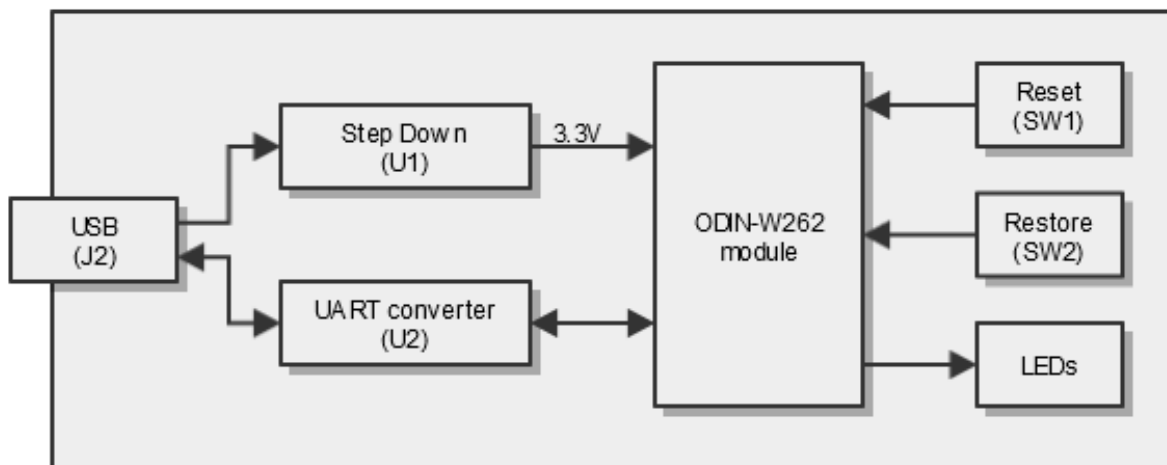 Step Down
(U1)
3.3V
Reset
(SW1)
USB
(J2)
ODIN-W262
module
Restore
(SW2)
UART converter
(U2)
LEDs